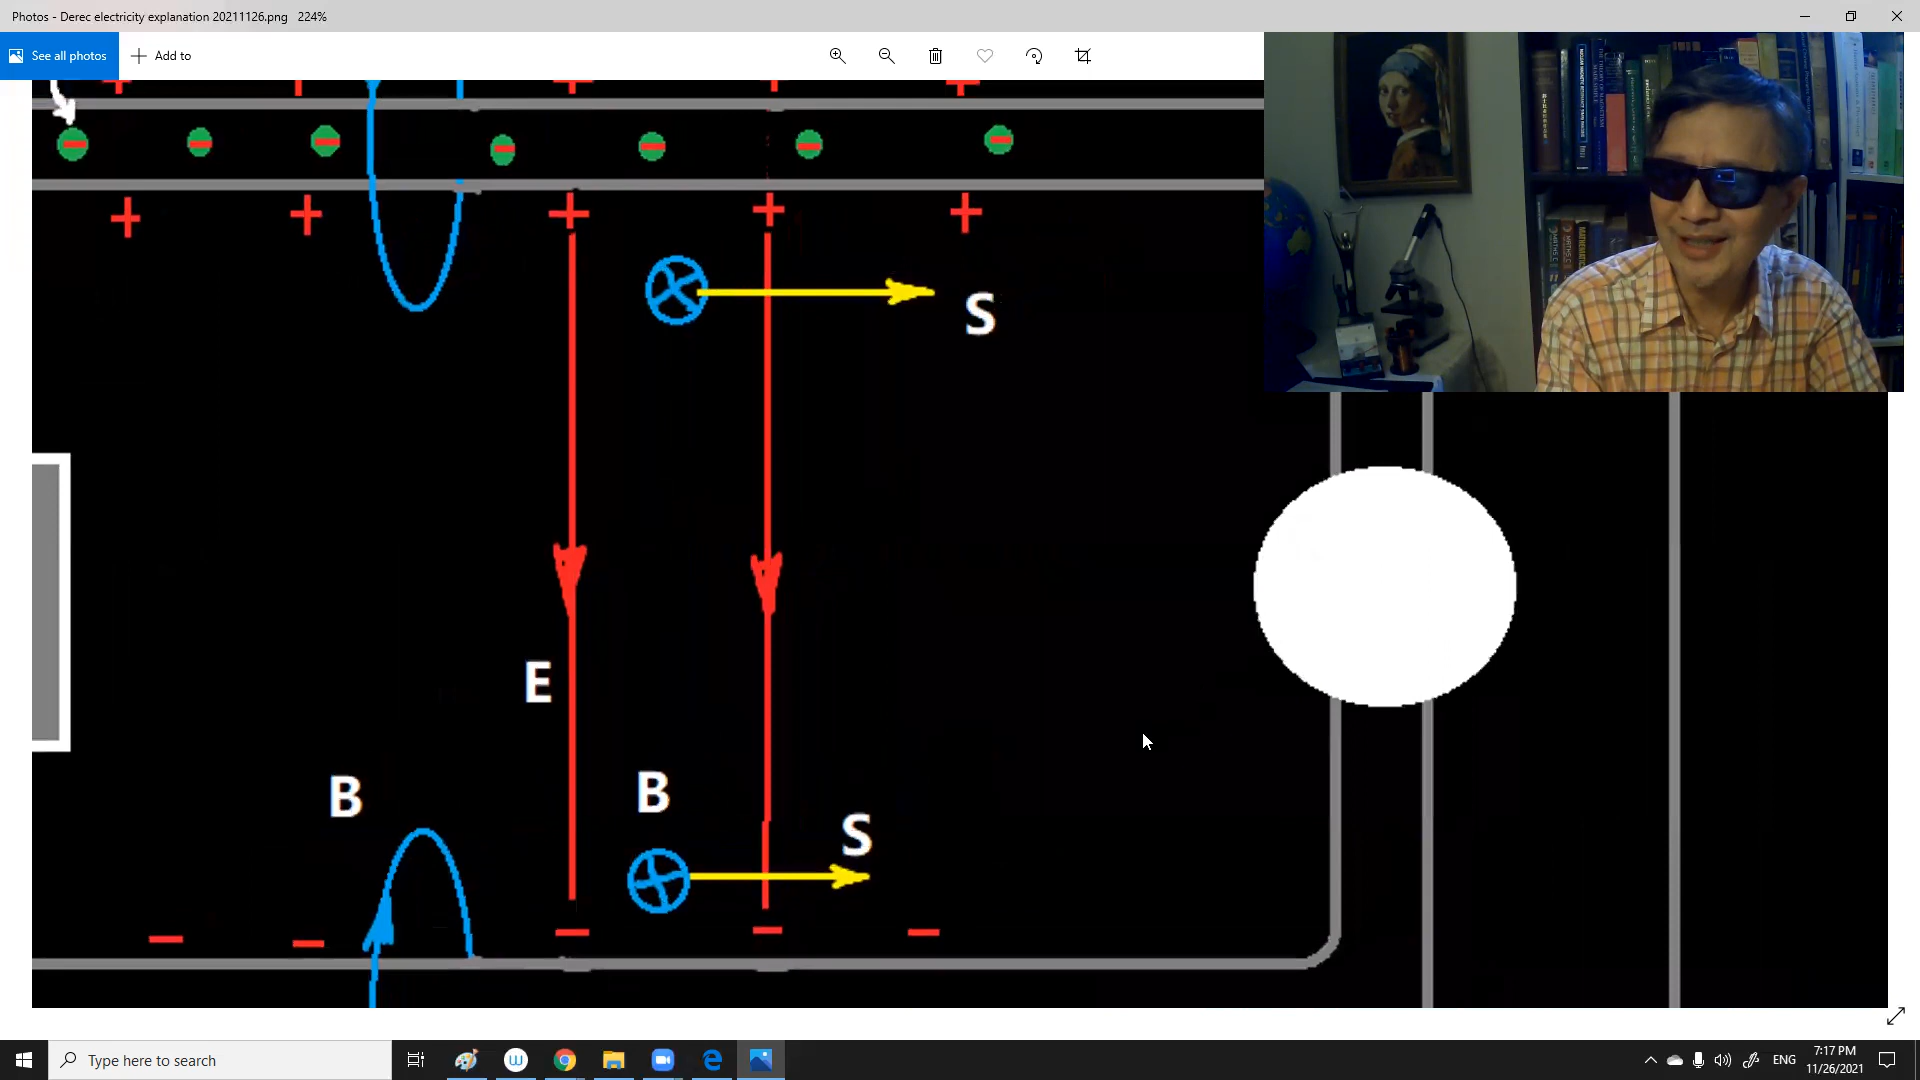 Photos - Derec electricity explanation 20211126.png 224%
See all photos
Add to
S
E
B
B
S
Type here to search
ENG
7:17 PM
11/26/2021